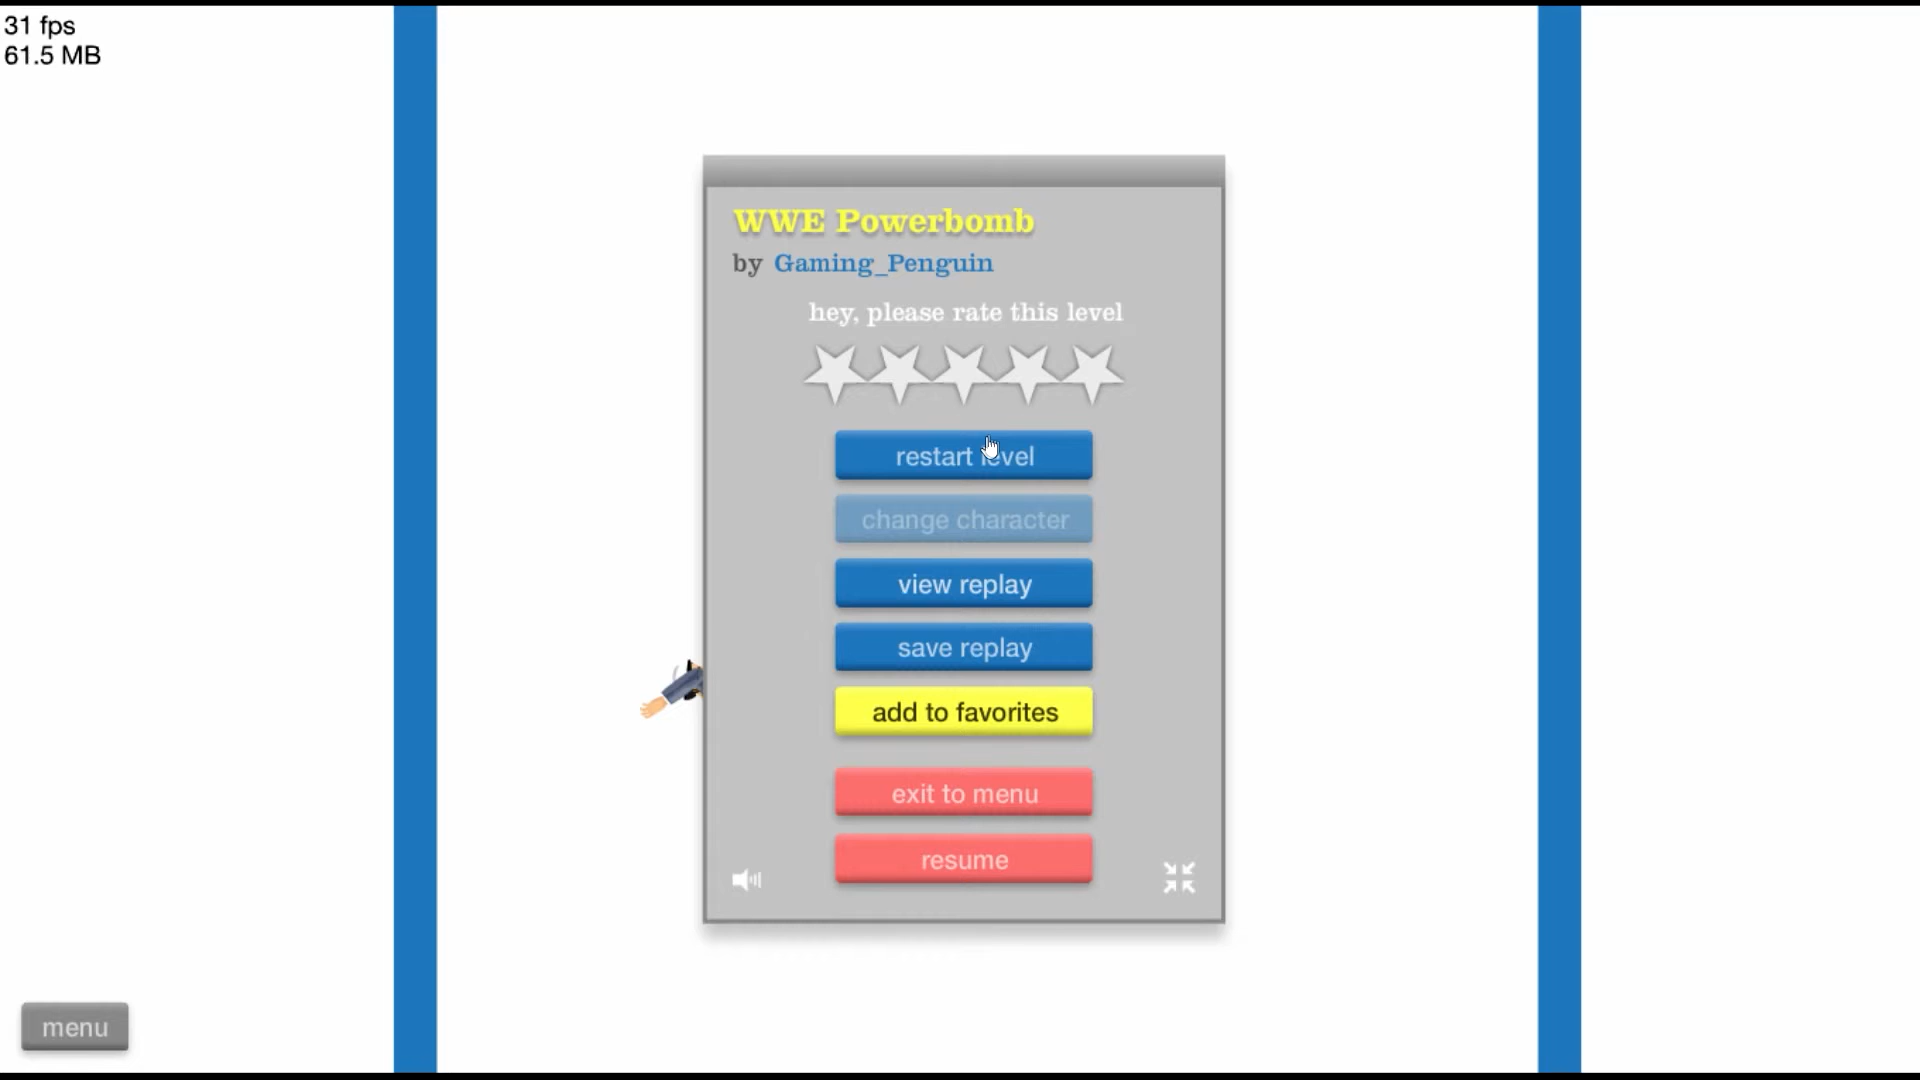 31 fps
61.5 MB
WWE Powerbomb
by Gaming_Penguin
hey, please rate this level
restart level
change character
view replay
save replay
add to favorites
exit to menu
resume
menu